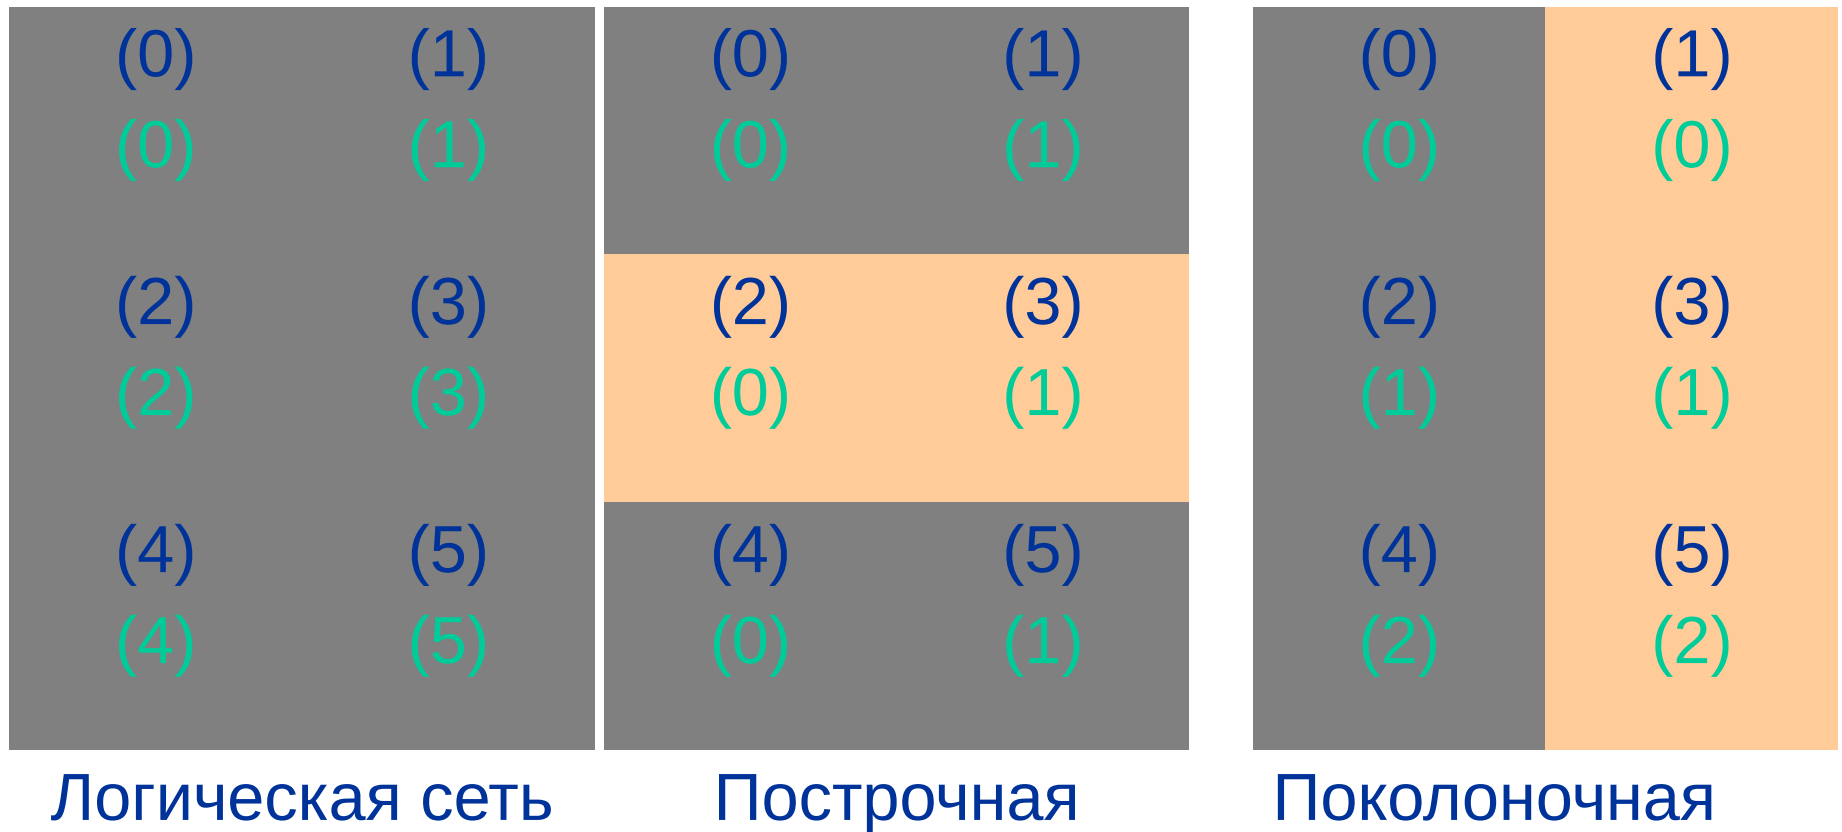 (0) (1) (0) (1) (0) (1)
(0) (1) (0) (1) (0) (0)
(2) (3) (2) (3) (2) (3)
(2) (3) (0) (1) (1) (1)
(4) (5) (4) (5) (4) (5)
(4) (5) (0) (1) (2) (2)
Логическая сеть Построчная Поколоночная